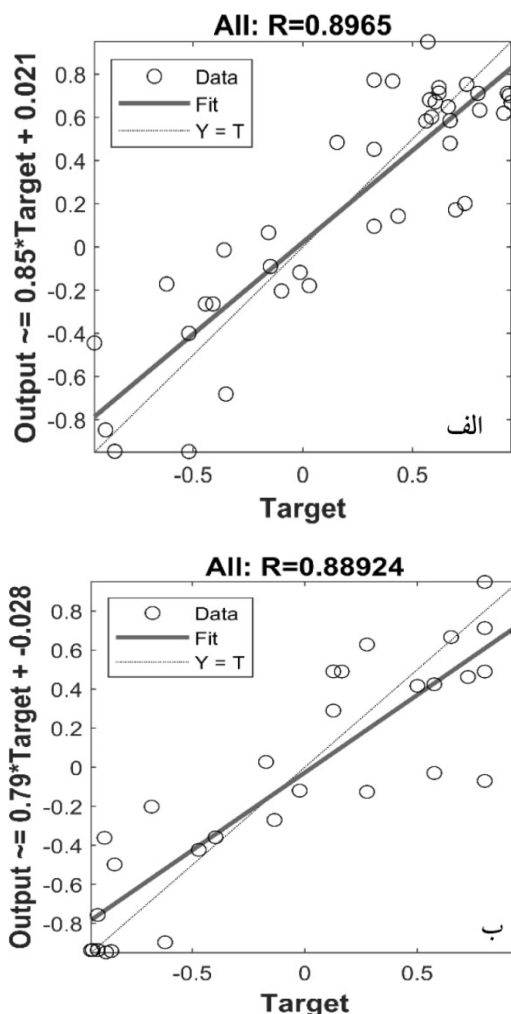 All: R=0.8965
Output ~= 0.85*Target + 0.021
0.8
0.6
0.4
0.2
0
-0.2
-0.4
-0.6
-0.8
Data
Fit
Y = T
الف
-0.5 0 0.5
Target
All: R=0.88924
Output ~= 0.79*Target + -0.028
0.8
0.6
0.4
0.2
0
-0.2
-0.4
-0.6
-0.8
Data
Fit
Y = T
ب
-0.5 0 0.5
Target